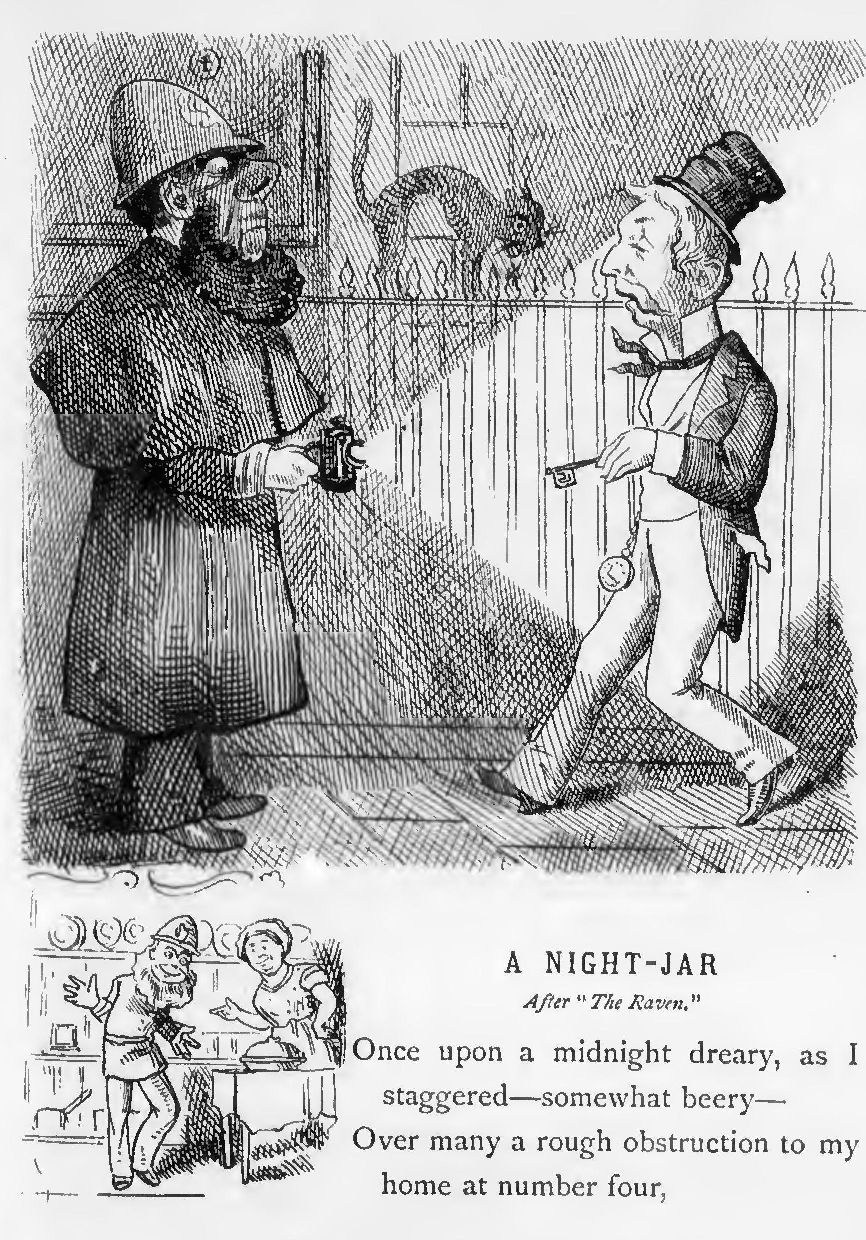 A NIGHT-JAR
After "The Raven."
Once upon a midnight dreary, as I
staggered—somewhat beery—
Over many a rough obstruction to my
home at number four,